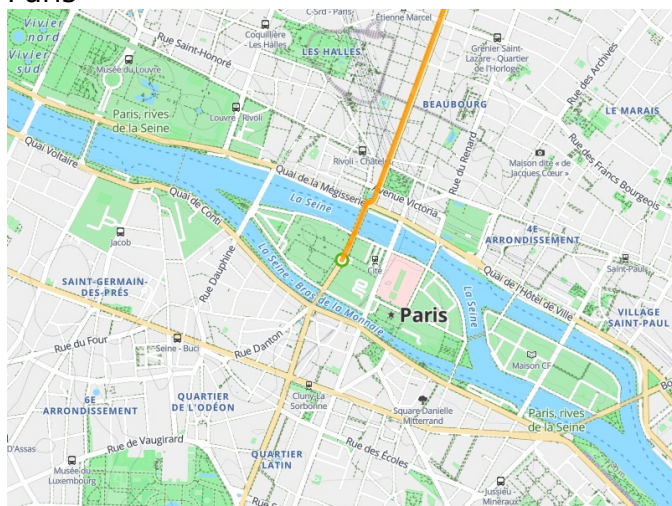 Paris
C-5rd - Paris
Étienne Marcel
Vivier
nord
Vivier
sud
Coquillière
- Les Halles
LES HALLES
Rue Saint-Honoré
Musée du Louvre
Grenier Saint-
Lazare - Quartier
de l'Horloge
Rue des Archives
BEAUBOURG
LE MARAIS
Paris, rives
de la Seine
Louvre - Rivoli
Rivoli - Châtele
Rue du Renard
Maison dite « de
Jacques Cœur »
Rue des Francs Bourgeois
Quai Voltaire
Quai de la Mégisserie
Avenue Victoria
La Seine
Quai de Conti
Jacob
Rue Dauphine
4E
ARRONDISSEMENT
Cité
Saint-Paul
SAINT-GERMAIN-
DES-PRÉS
La Seine - Bras de la Monnaie
La Seine
Quai de l'Hôtel de Ville
VILLAGE
SAINT-PAUL
Paris
Rue du Four
Seine - Buci
Rue Danton
Maison CF
6E
ARRONDISSEMENT
QUARTIER
DE L'ODÉON
Cluny-La
Sorbonne
Square Danielle
Mitterrand
Paris, rives
de la Seine
Bo
D'Assas
Rue de Vaugirard
Rue des Écoles
Musée du
Luxembourg
QUARTIER
LATIN
Jussieu
Minéraux
Rue S